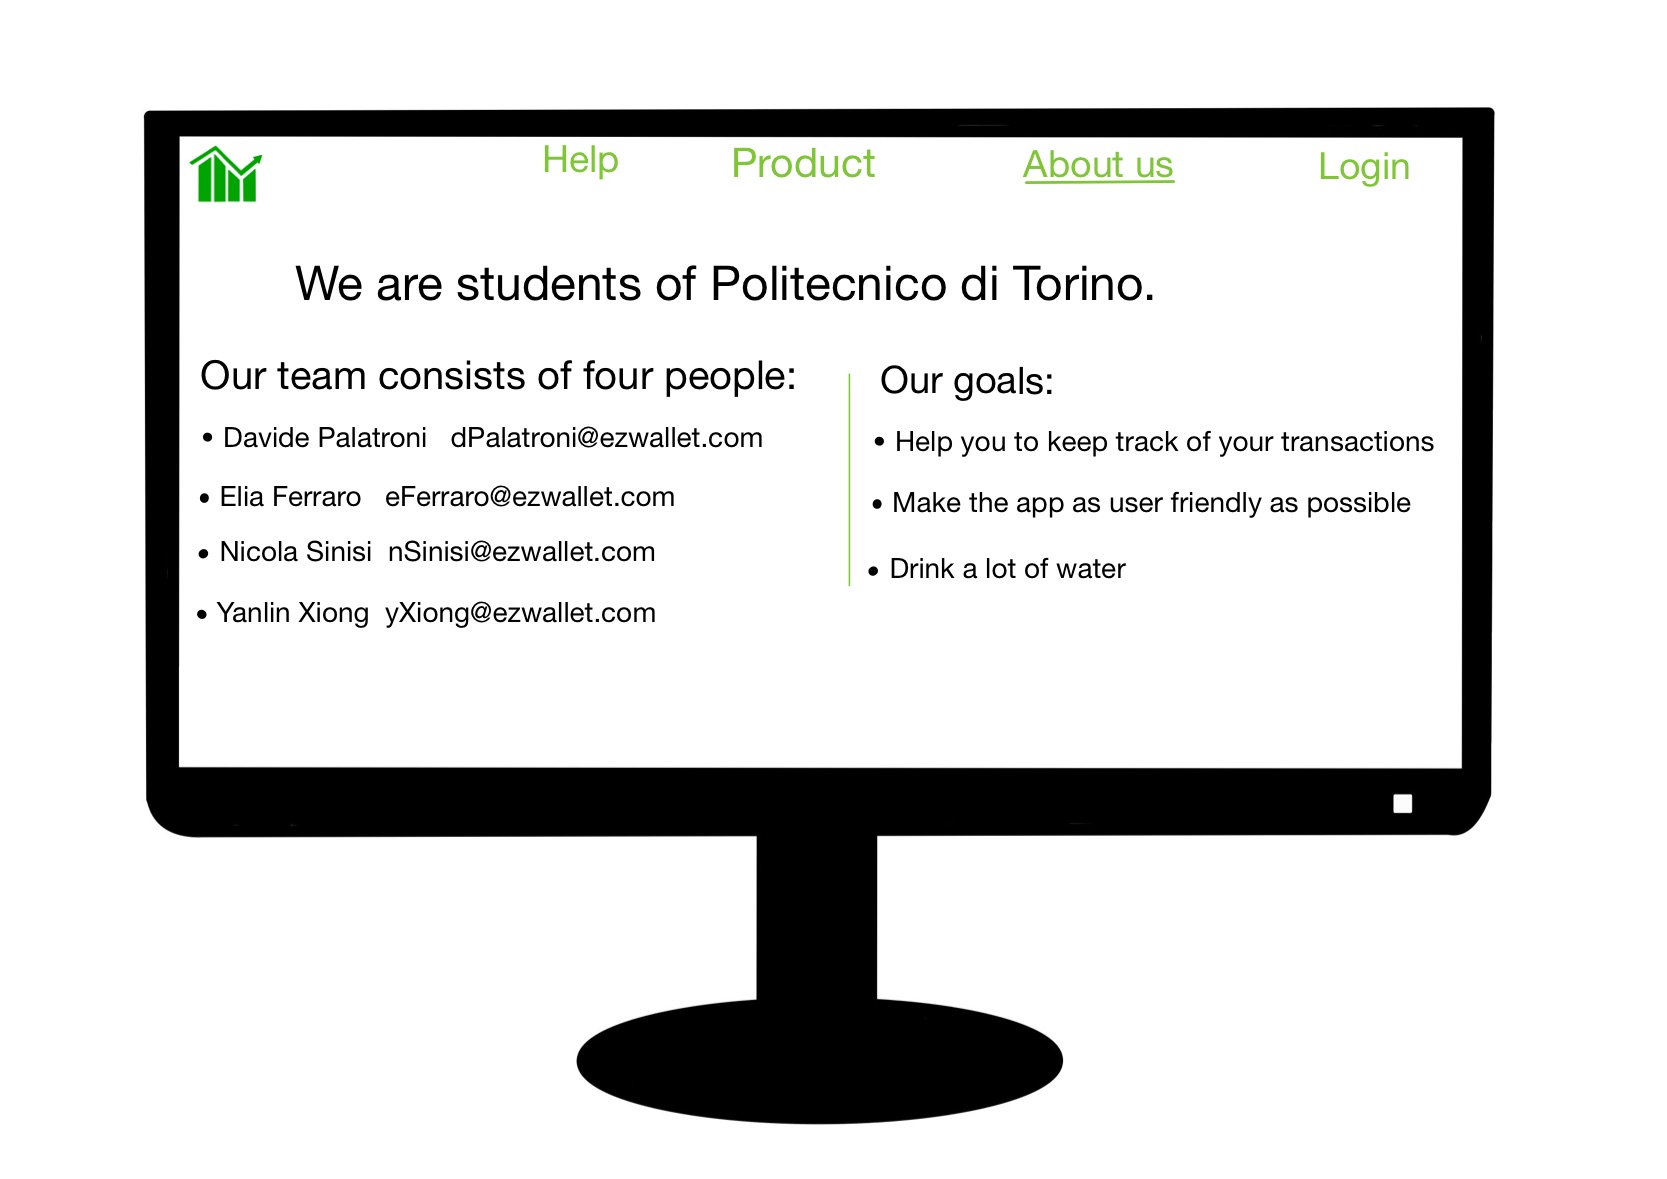 Help Product About us Login
We are students of Politecnico di Torino.
Our team consists of four people:
• Davide Palatroni dPalatroni@ezwallet.com
• Elia Ferraro eFerraro@ezwallet.com
• Nicola Sinisi nSinisi@ezwallet.com
• Yanlin Xiong yXiong@ezwallet.com
Our goals:
• Help you to keep track of your transactions
• Make the app as user friendly as possible
• Drink a lot of water